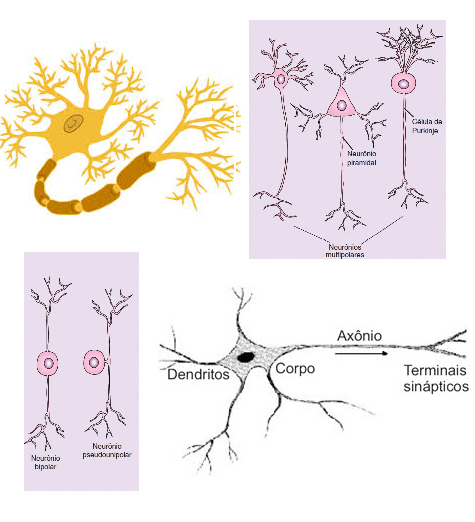 Célula de
Purkinje
Neurônio
piramidal
Neurônios
multipolares
Neurônio
bipolar
Neurônio
pseudounipolar
Axônio
Dendritos
Corpo
Terminais
sinápticos